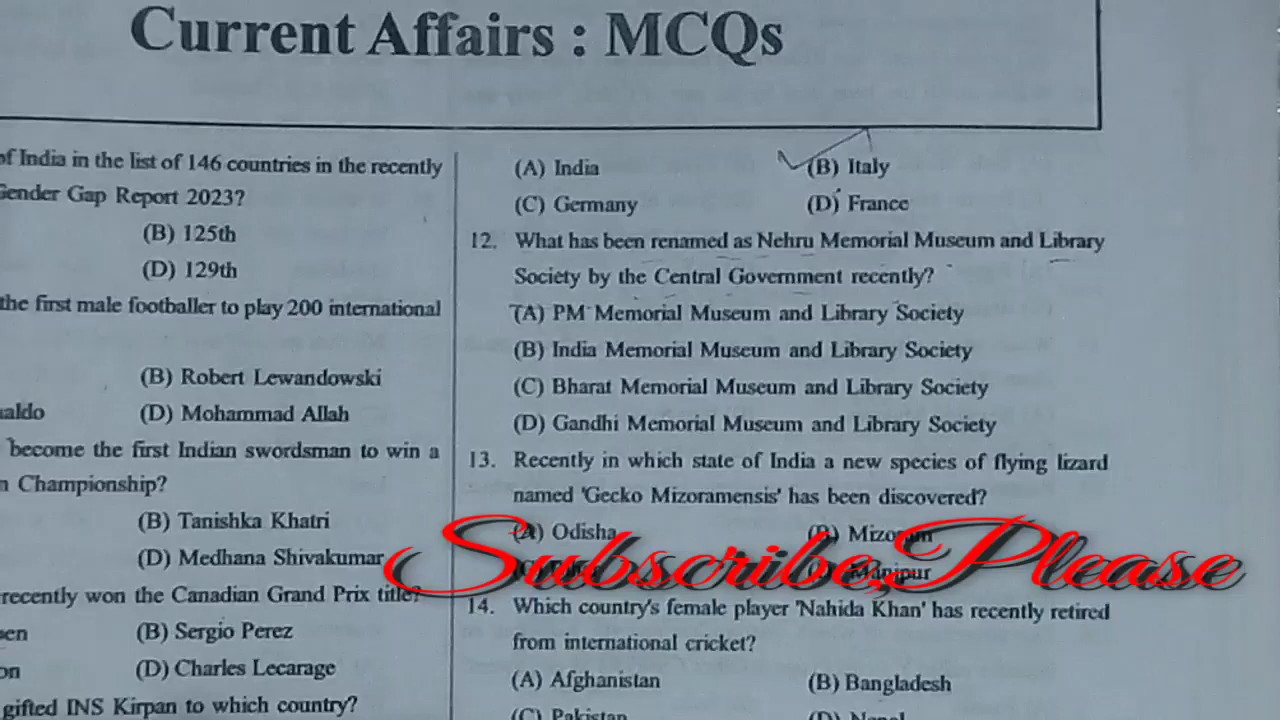 Current Affairs : MCQs
of India in the list of 146 countries in the recently
Gender Gap Report 2023?
(B) 125th
(D) 129th
the first male footballer to play 200 international
(B) Robert Lewandowski
naldo (D) Mohammad Allah
become the first Indian swordsman to win a
n Championship?
(B) Tanishka Khatri
(D) Medhana Shivakumar
recently won the Canadian Grand Prix title?
pen (B) Sergio Perez
on (D) Charles Lecarage
gifted INS Kirpan to which country?
(A) India (B) Italy
(C) Germany (D) France
12. What has been renamed as Nehru Memorial Museum and Library
Society by the Central Government recently?
(A) PM Memorial Museum and Library Society
(B) India Memorial Museum and Library Society
(C) Bharat Memorial Museum and Library Society
(D) Gandhi Memorial Museum and Library Society
13. Recently in which state of India a new species of flying lizard
named 'Gecko Mizoramensis' has been discovered?
(A) Odisha (B) Mizoram
Manipur
Subscribe,Please
14. Which country's female player 'Nahida Khan' has recently retired
from international cricket?
(A) Afghanistan (B) Bangladesh
(C) Pakistan (D) Nepal